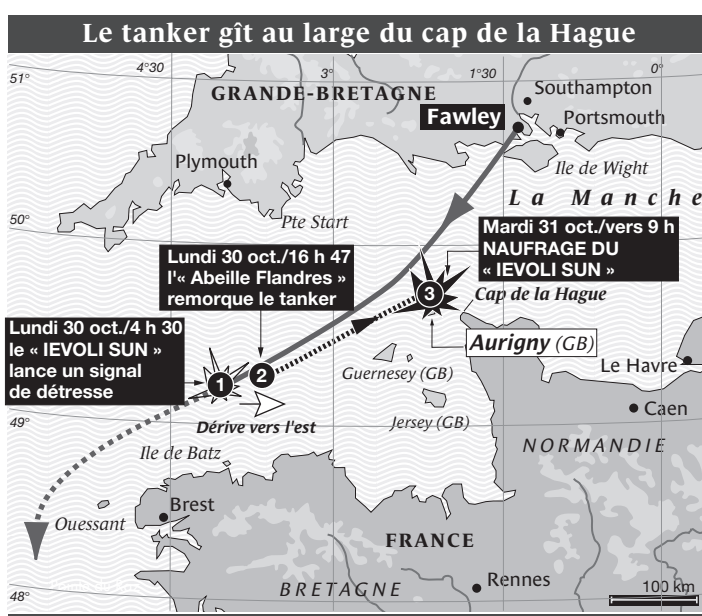 Le tanker gît au large du cap de la Hague
51°
4°30
3°
1°30
0°
GRANDE-BRETAGNE
Southampton
Fawley
Portsmouth
Plymouth
Ile de Wight
La Manche
50°
Pte Start
Mardi 31 oct./vers 9 h
NAUFRAGE DU
« IEVOLI SUN »
Lundi 30 oct./16 h 47
l'« Abeille Flandres »
remorque le tanker
3
Cap de la Hague
Lundi 30 oct./4 h 30
le « IEVOLI SUN »
lance un signal
de détresse
Aurigny (GB)
Le Havre
1
2
Guernesey (GB)
Caen
49°
Dérive vers l'est
Jersey (GB)
NORMANDIE
Ile de Batz
Brest
Ouessant
FRANCE
Rennes
BRETAGNE
100 km
48°